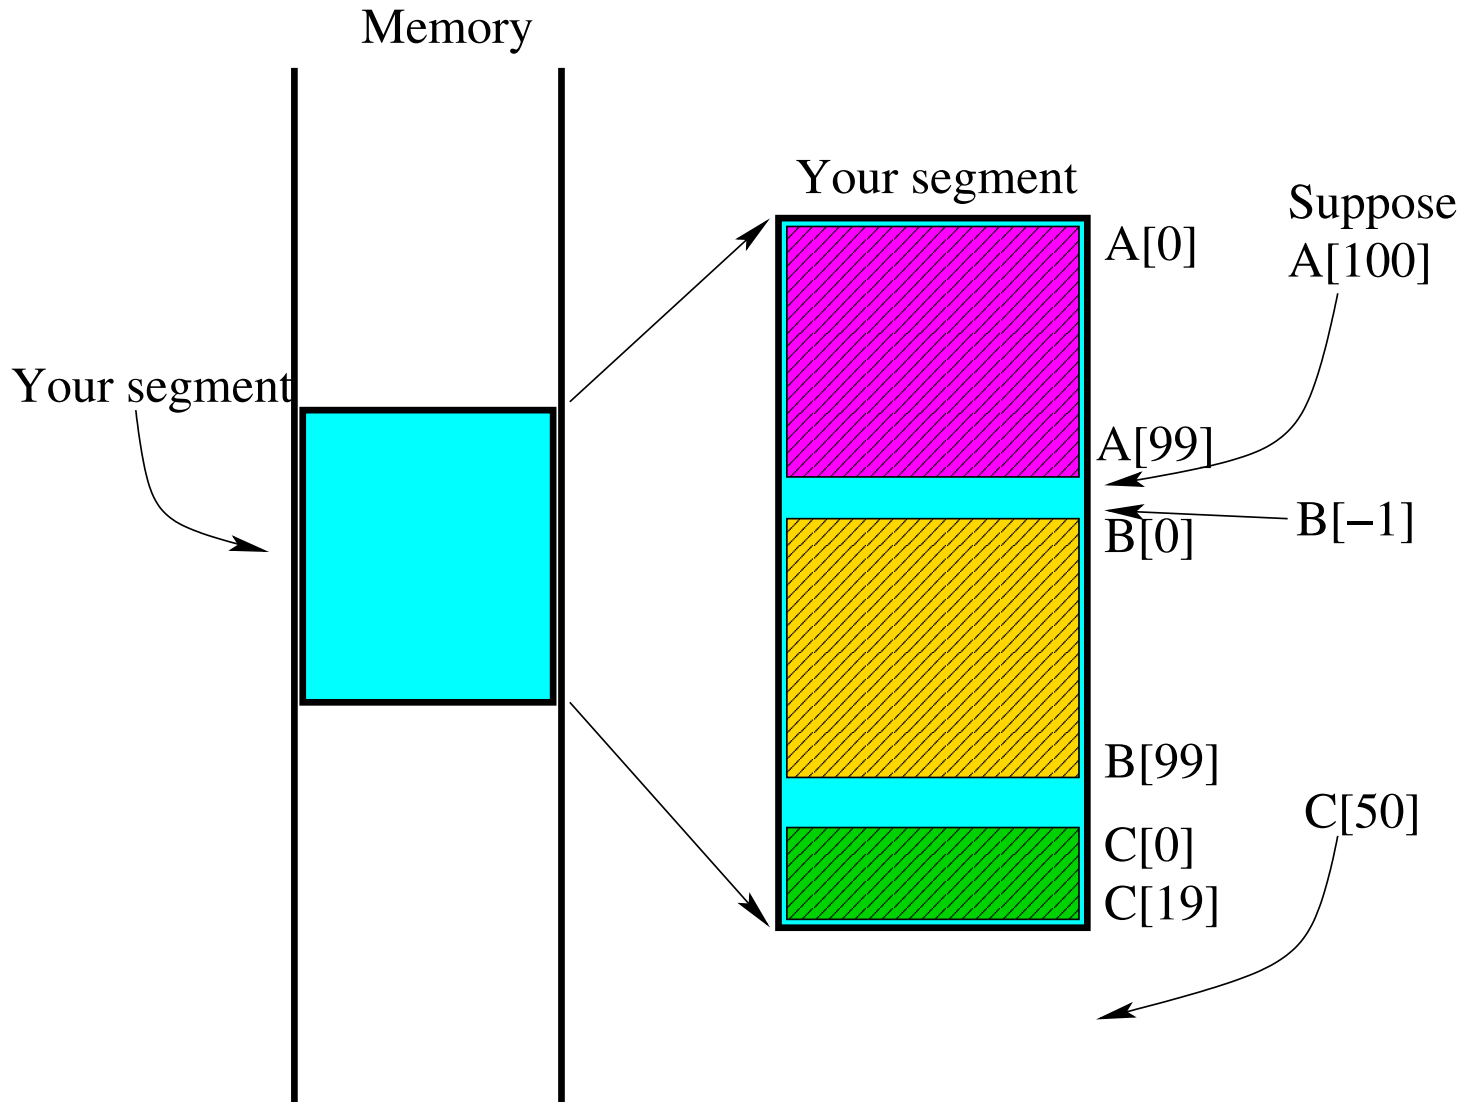 Memory
Your segment
Your segment
A[0]
A[99]
B[0]
B[99]
C[0]
C[19]
Suppose
A[100]
B[−1]
C[50]